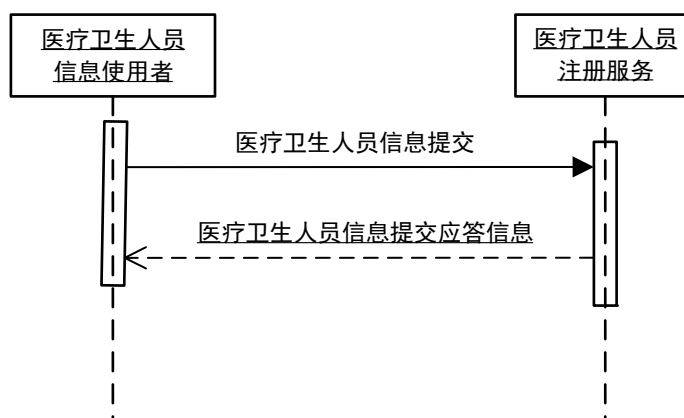 医疗卫生人员
信息使用者
医疗卫生人员
注册服务
医疗卫生人员信息提交
医疗卫生人员信息提交应答信息